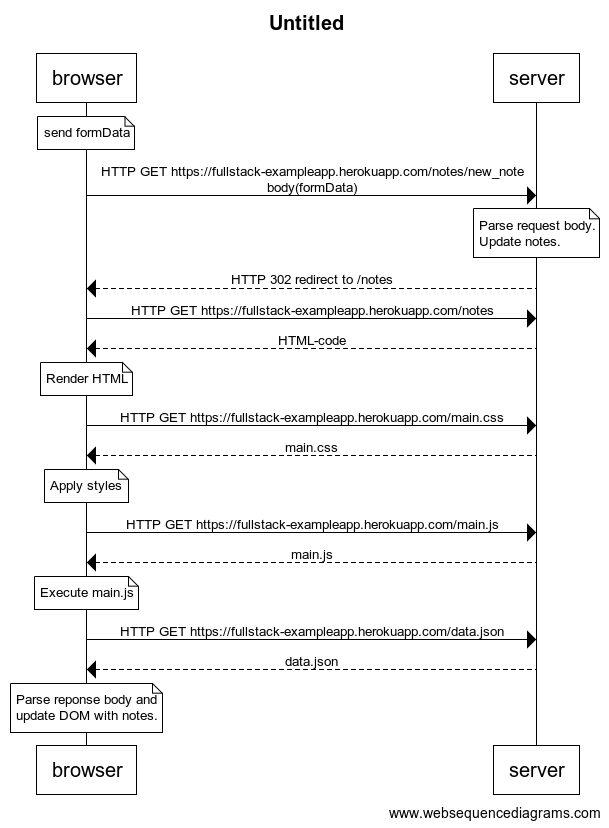 Untitled
browser
server
send formData
HTTP GET https://fullstack-exampleapp.herokuapp.com/notes/new_note
body(formData)
Parse request body.
Update notes.
HTTP 302 redirect to /notes
HTTP GET https://fullstack-exampleapp.herokuapp.com/notes
HTML-code
Render HTML
HTTP GET https://fullstack-exampleapp.herokuapp.com/main.css
main.css
Apply styles
HTTP GET https://fullstack-exampleapp.herokuapp.com/main.js
main.js
Execute main.js
HTTP GET https://fullstack-exampleapp.herokuapp.com/data.json
data.json
Parse reponse body and
update DOM with notes.
browser
server
www.websequencediagrams.com